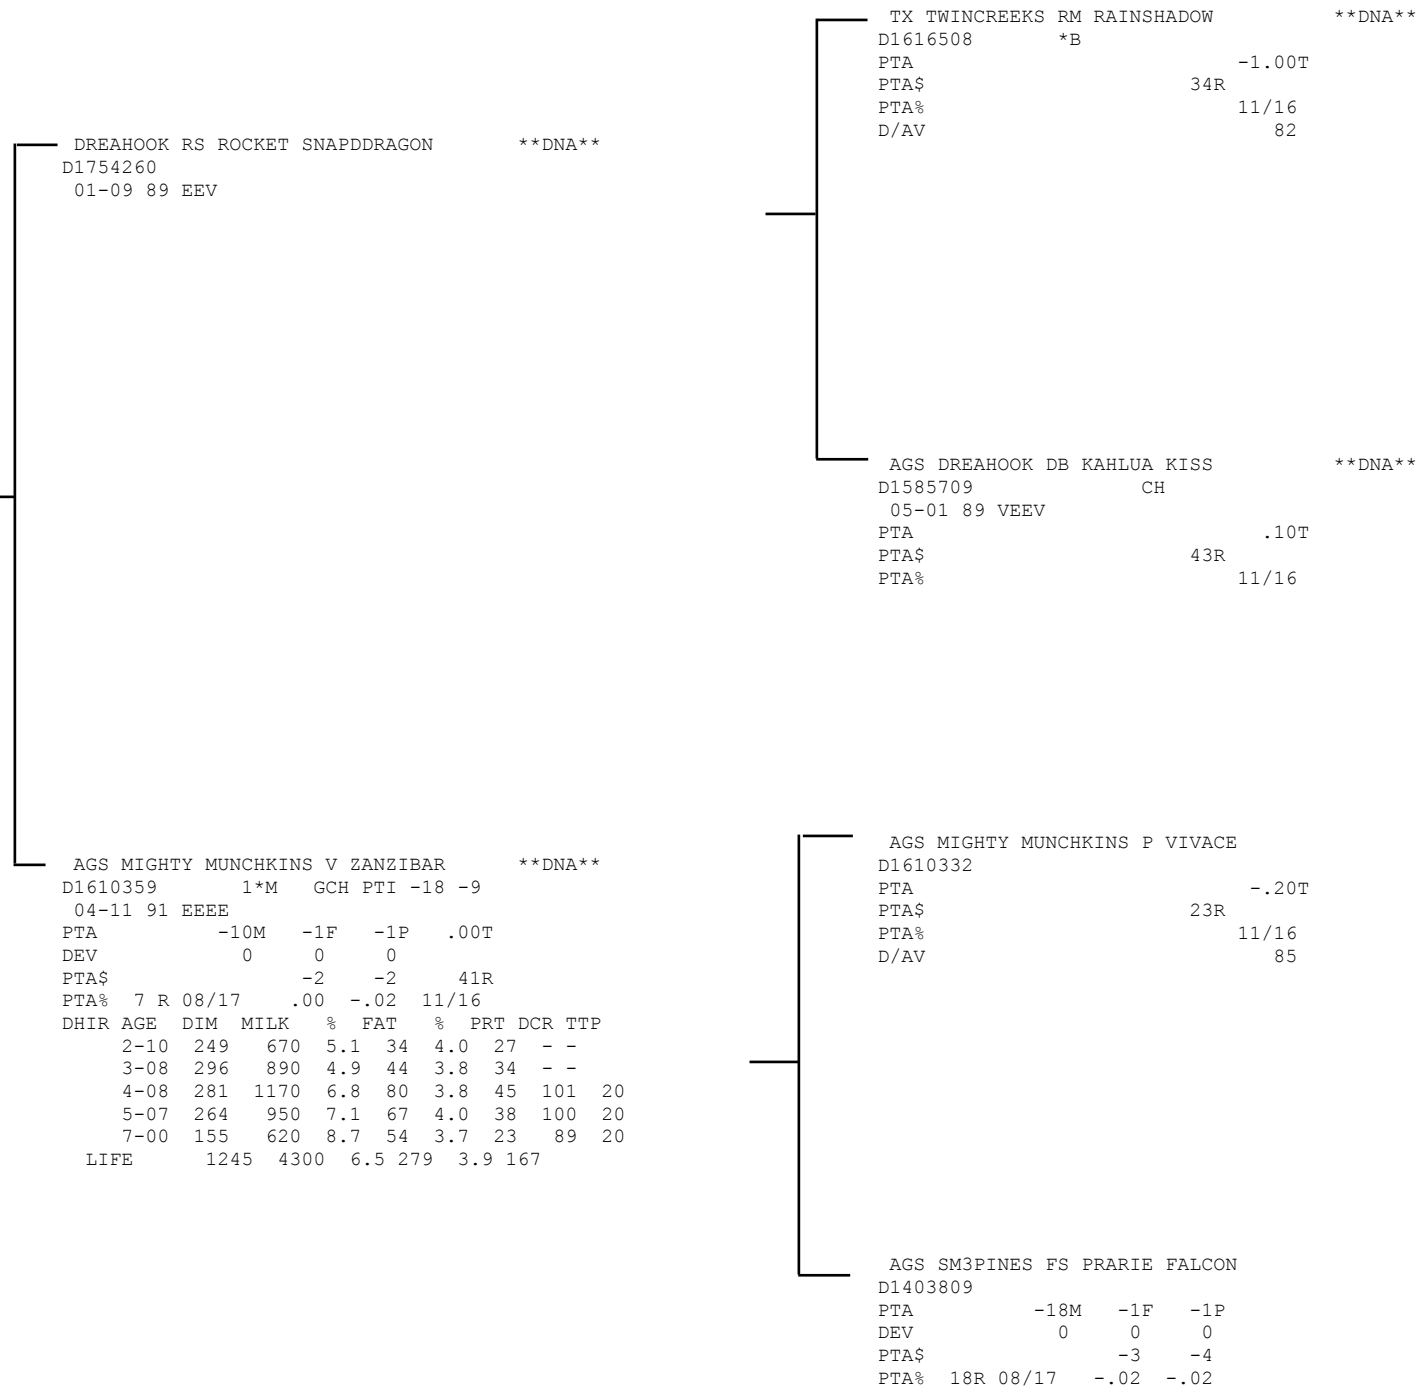 TX TWINCREEKS RM RAINSHADOW **DNA**
D1616508 *B
PTA -1.00T
PTA$ 34R
PTA% 11/16
D/AV 82
DREAHOOK RS ROCKET SNAPDDRAGON **DNA**
D1754260
01-09 89 EEV
AGS DREAHOOK DB KAHLUA KISS **DNA**
D1585709 CH
05-01 89 VEEV
PTA .10T
PTA$ 43R
PTA% 11/16
AGS MIGHTY MUNCHKINS V ZANZIBAR **DNA**
D1610359 1*M GCH PTI -18 -9
04-11 91 EEEE
PTA -10M -1F -1P .00T
DEV 0 0 0
PTA$ -2 -2 41R
PTA% 7 R 08/17 .00 -.02 11/16
DHIR AGE DIM MILK % FAT % PRT DCR TTP
2-10 249 670 5.1 34 4.0 27 - -
3-08 296 890 4.9 44 3.8 34 - -
4-08 281 1170 6.8 80 3.8 45 101 20
5-07 264 950 7.1 67 4.0 38 100 20
7-00 155 620 8.7 54 3.7 23 89 20
LIFE 1245 4300 6.5 279 3.9 167
AGS MIGHTY MUNCHKINS P VIVACE
D1610332
PTA -.20T
PTA$ 23R
PTA% 11/16
D/AV 85
AGS SM3PINES FS PRARIE FALCON
D1403809
PTA -18M -1F -1P
DEV 0 0 0
PTA$ -3 -4
PTA% 18R 08/17 -.02 -.02